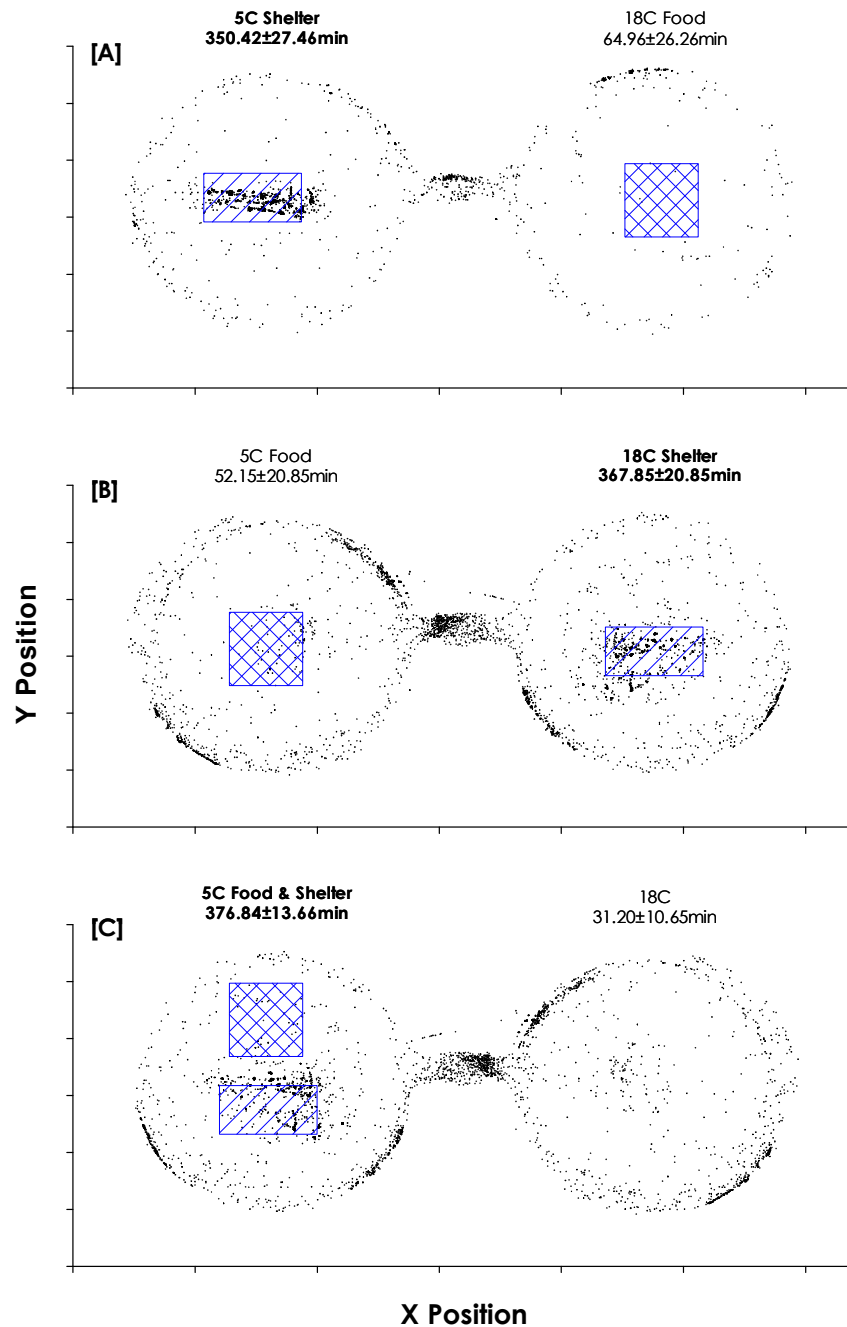 5C Shelter
350.42±27.46min
18C Food
64.96±26.26min
[A]
5C Food
52.15±20.85min
18C Shelter
367.85±20.85min
[B]
Y Position
5C Food & Shelter
376.84±13.66min
18C
31.20±10.65min
[C]
X Position